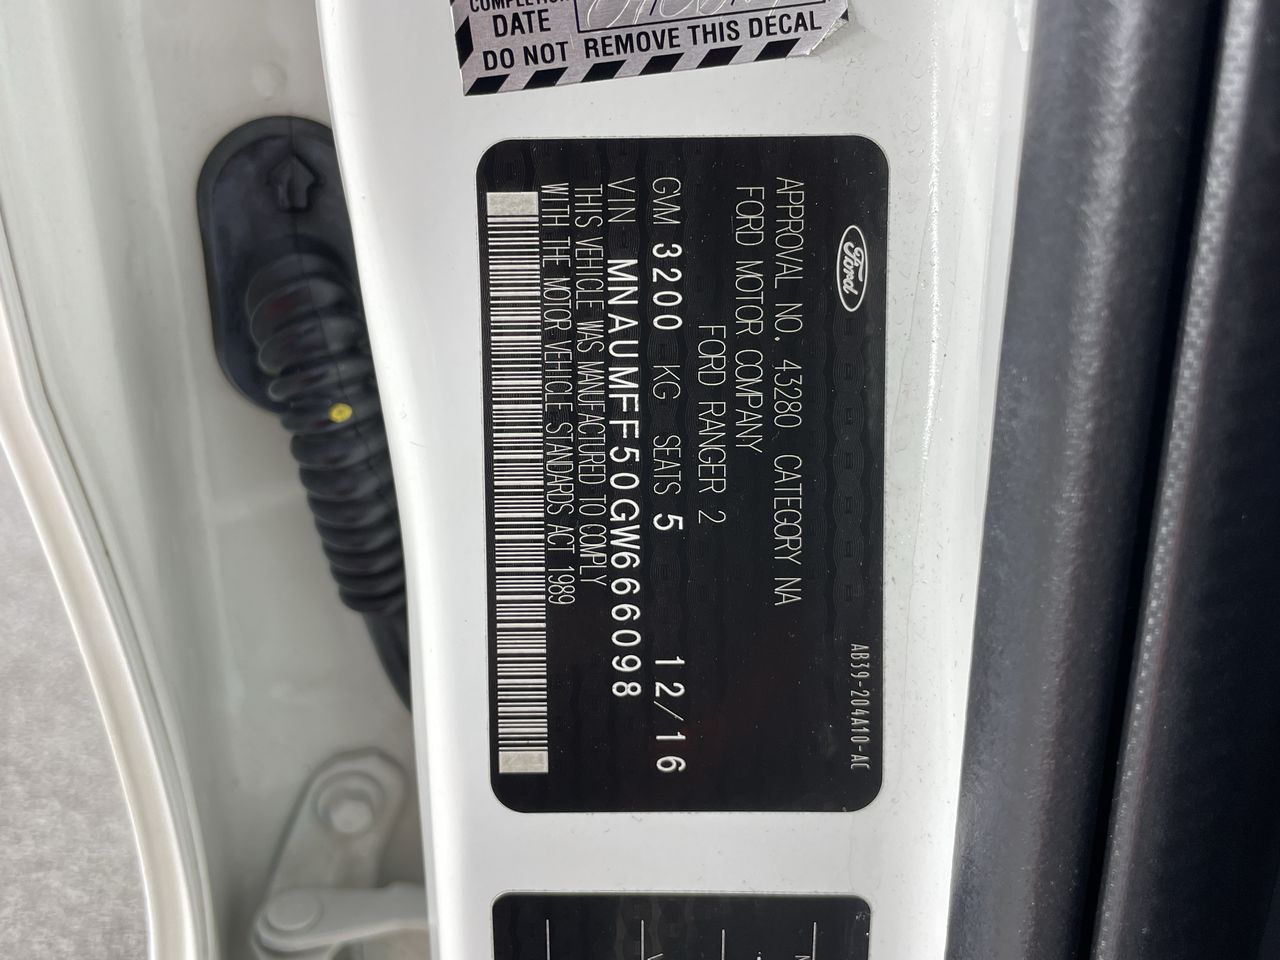 COMPLETION
DATE
DO NOT REMOVE THIS DECAL
Ford
AB39-204A10-AC
APPROVAL NO. 43280 CATEGORY NA
FORD MOTOR COMPANY
FORD RANGER 2
GVM 3200 KG SEATS 5 12/16
VIN MNAUMFF50GW666098
THIS VEHICLE WAS MANUFACTURED TO COMPLY
WITH THE MOTOR VEHICLE STANDARDS ACT 1989